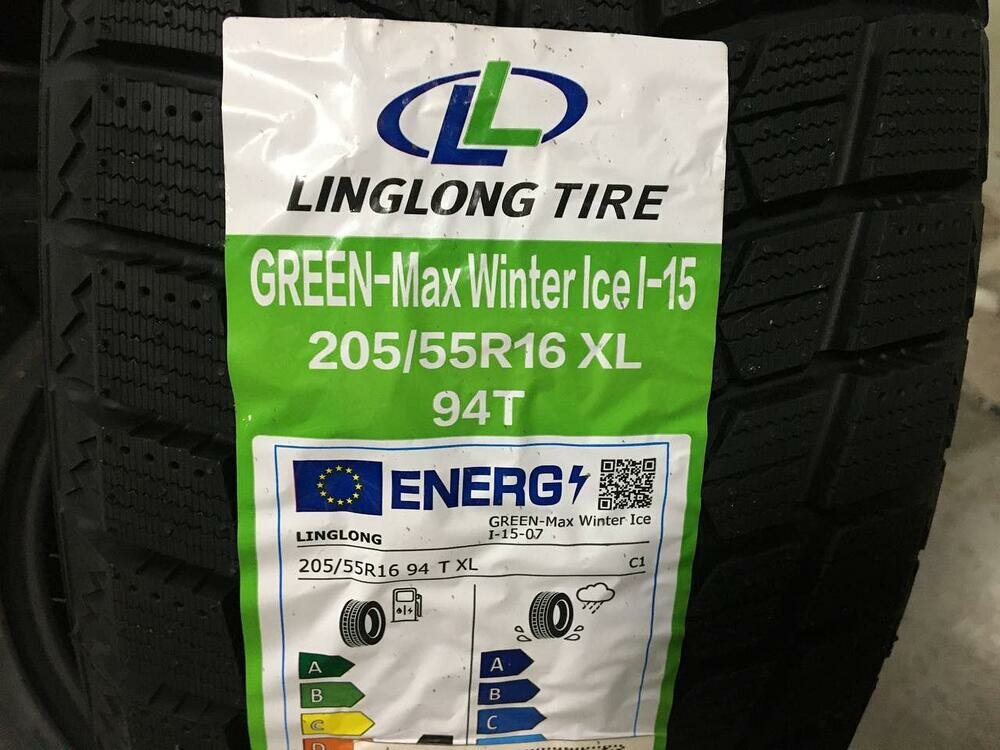 LINGLONG TIRE
GREEN-Max Winter Ice I-15
205/55R16 XL
94T
ENERG
LINGLONG
GREEN-Max Winter Ice
I-15-07
205/55R16 94 T XL
C1
A
A
B
B
C
C
D